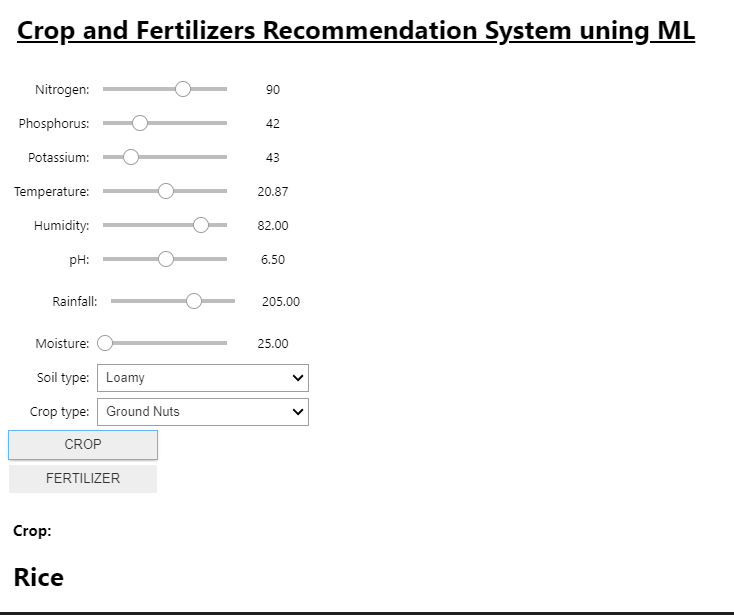 Crop and Fertilizers Recommendation System uning ML
Nitrogen: 90
Phosphorus: 42
Potassium: 43
Temperature: 20.87
Humidity: 82.00
pH: 6.50
Rainfall: 205.00
Moisture: 25.00
Soil type: Loamy
Crop type: Ground Nuts
CROP
FERTILIZER
Crop:
Rice